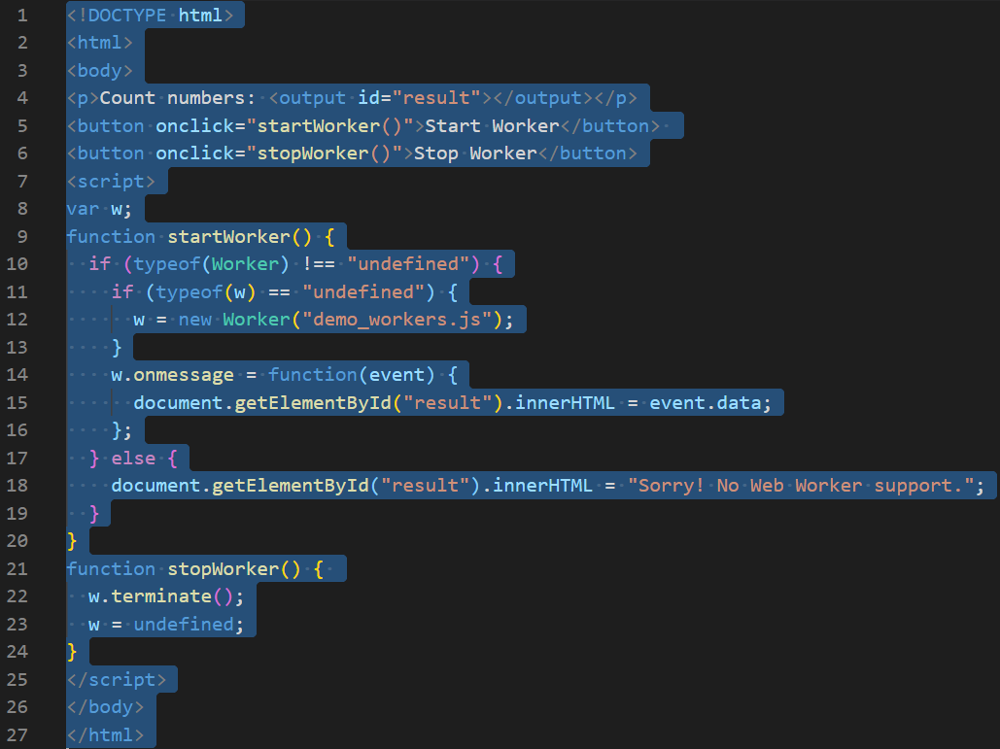 1 <!DOCTYPE html>
2 <html>
3 <body>
4 <p>Count numbers: <output id="result"></output></p>
5 <button onclick="startWorker()">Start Worker</button>
6 <button onclick="stopWorker()">Stop Worker</button>
7 <script>
8 var w;
9 function startWorker() {
10   if (typeof(Worker) !== "undefined") {
11     if (typeof(w) == "undefined") {
12       w = new Worker("demo_workers.js");
13     }
14     w.onmessage = function(event) {
15       document.getElementById("result").innerHTML = event.data;
16     };
17   } else {
18     document.getElementById("result").innerHTML = "Sorry! No Web Worker support.";
19   }
20 }
21 function stopWorker() {
22   w.terminate();
23   w = undefined;
24 }
25 </script>
26 </body>
27 </html>